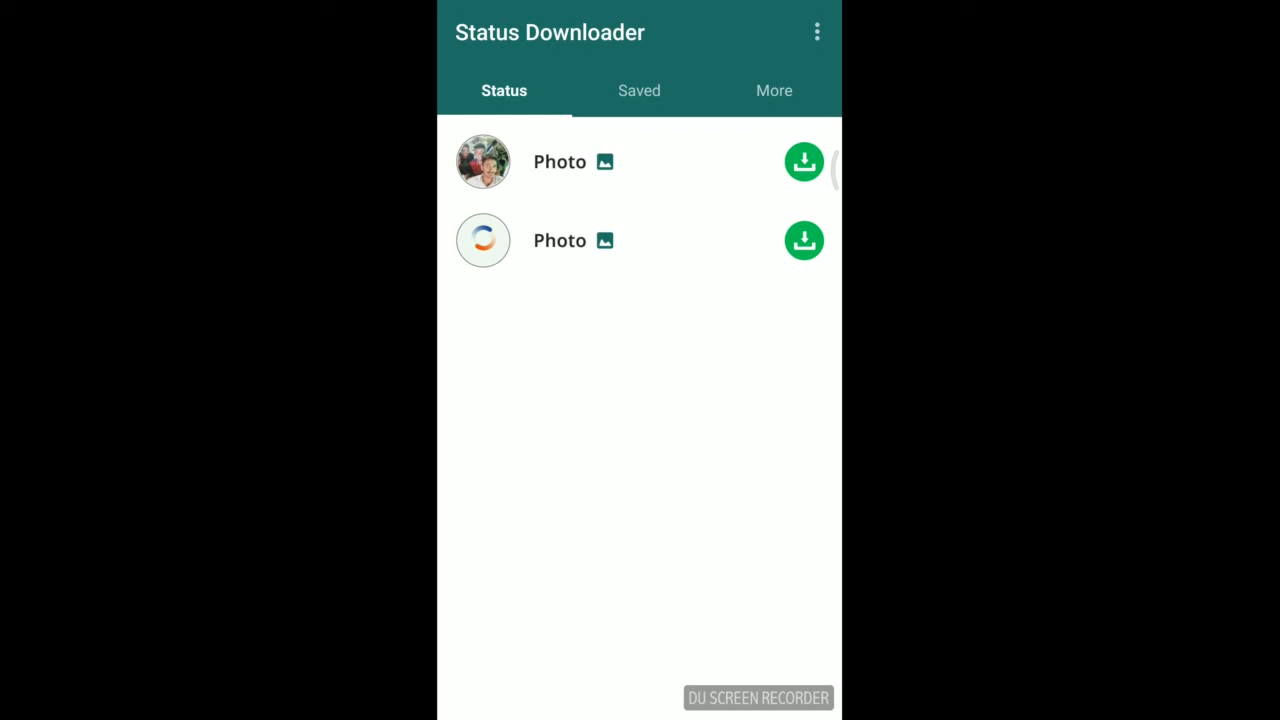 Status Downloader
Status Saved More
Photo
Photo
DU SCREEN RECORDER